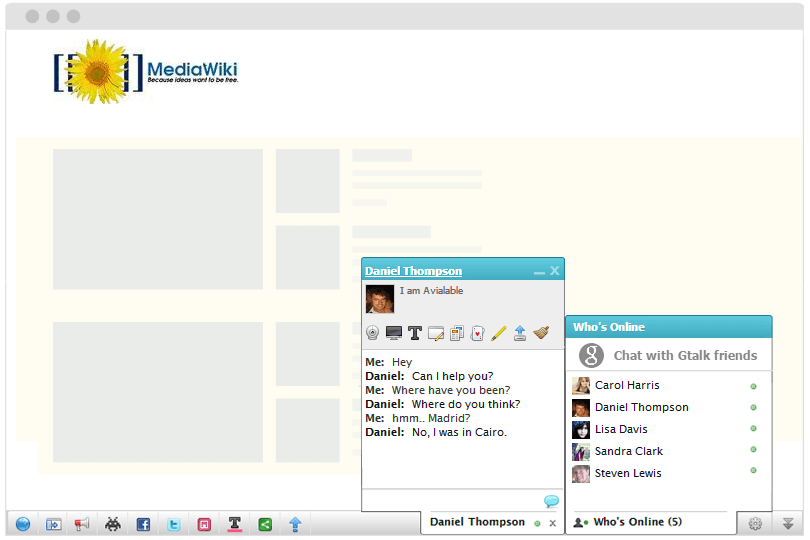 MediaWiki
Because ideas want to be free.
Daniel Thompson
I am Avialable
Me: Hey
Daniel: Can I help you?
Me: Where have you been?
Daniel: Where do you think?
Me: hmm.. Madrid?
Daniel: No, I was in Cairo.
Daniel Thompson
Who's Online
Chat with Gtalk friends
Carol Harris
Daniel Thompson
Lisa Davis
Sandra Clark
Steven Lewis
Who's Online (5)